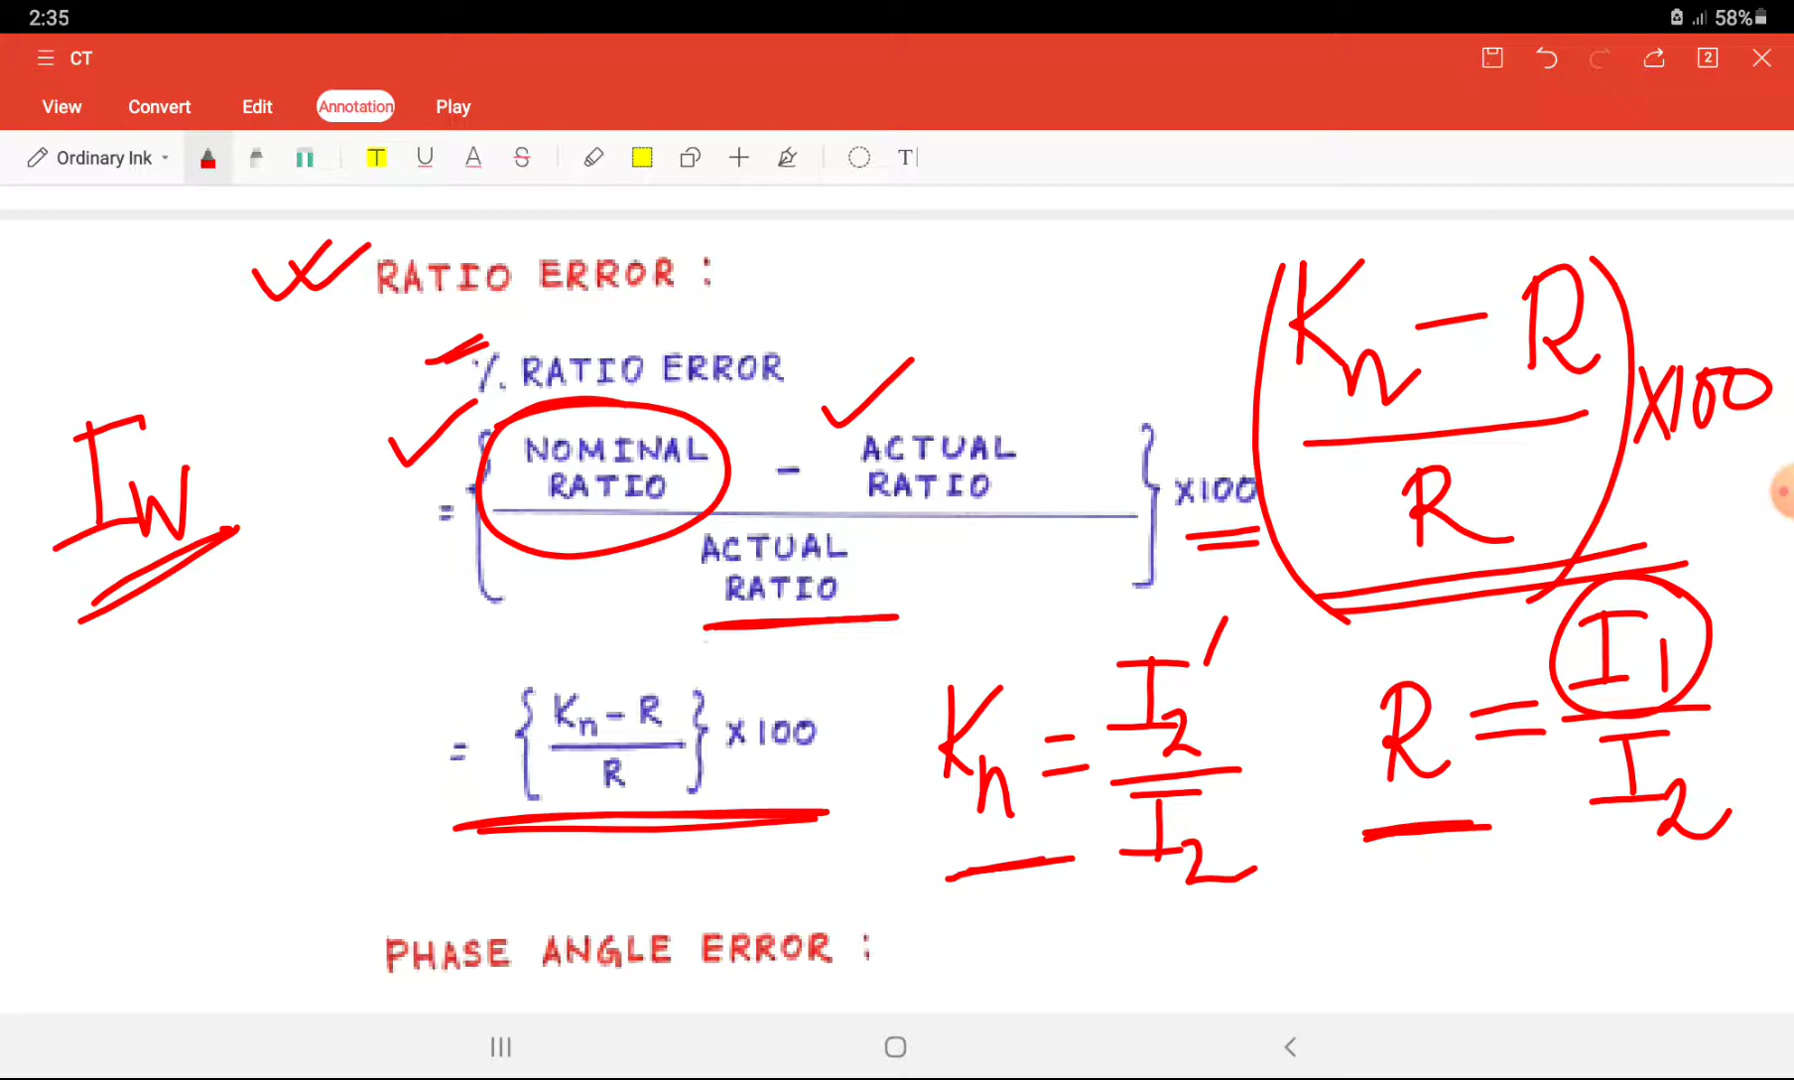 2:35 58%
CT 2
View Convert Edit Annotation Play
Ordinary Ink T U A S T
RATIO ERROR :
% RATIO ERROR
= { NOMINAL RATIO - ACTUAL RATIO / ACTUAL RATIO } X100
= { Kn - R / R } X100
(Kn - R / R) X100
IW
Kn = I2' / I2
R = I1 / I2
PHASE ANGLE ERROR :